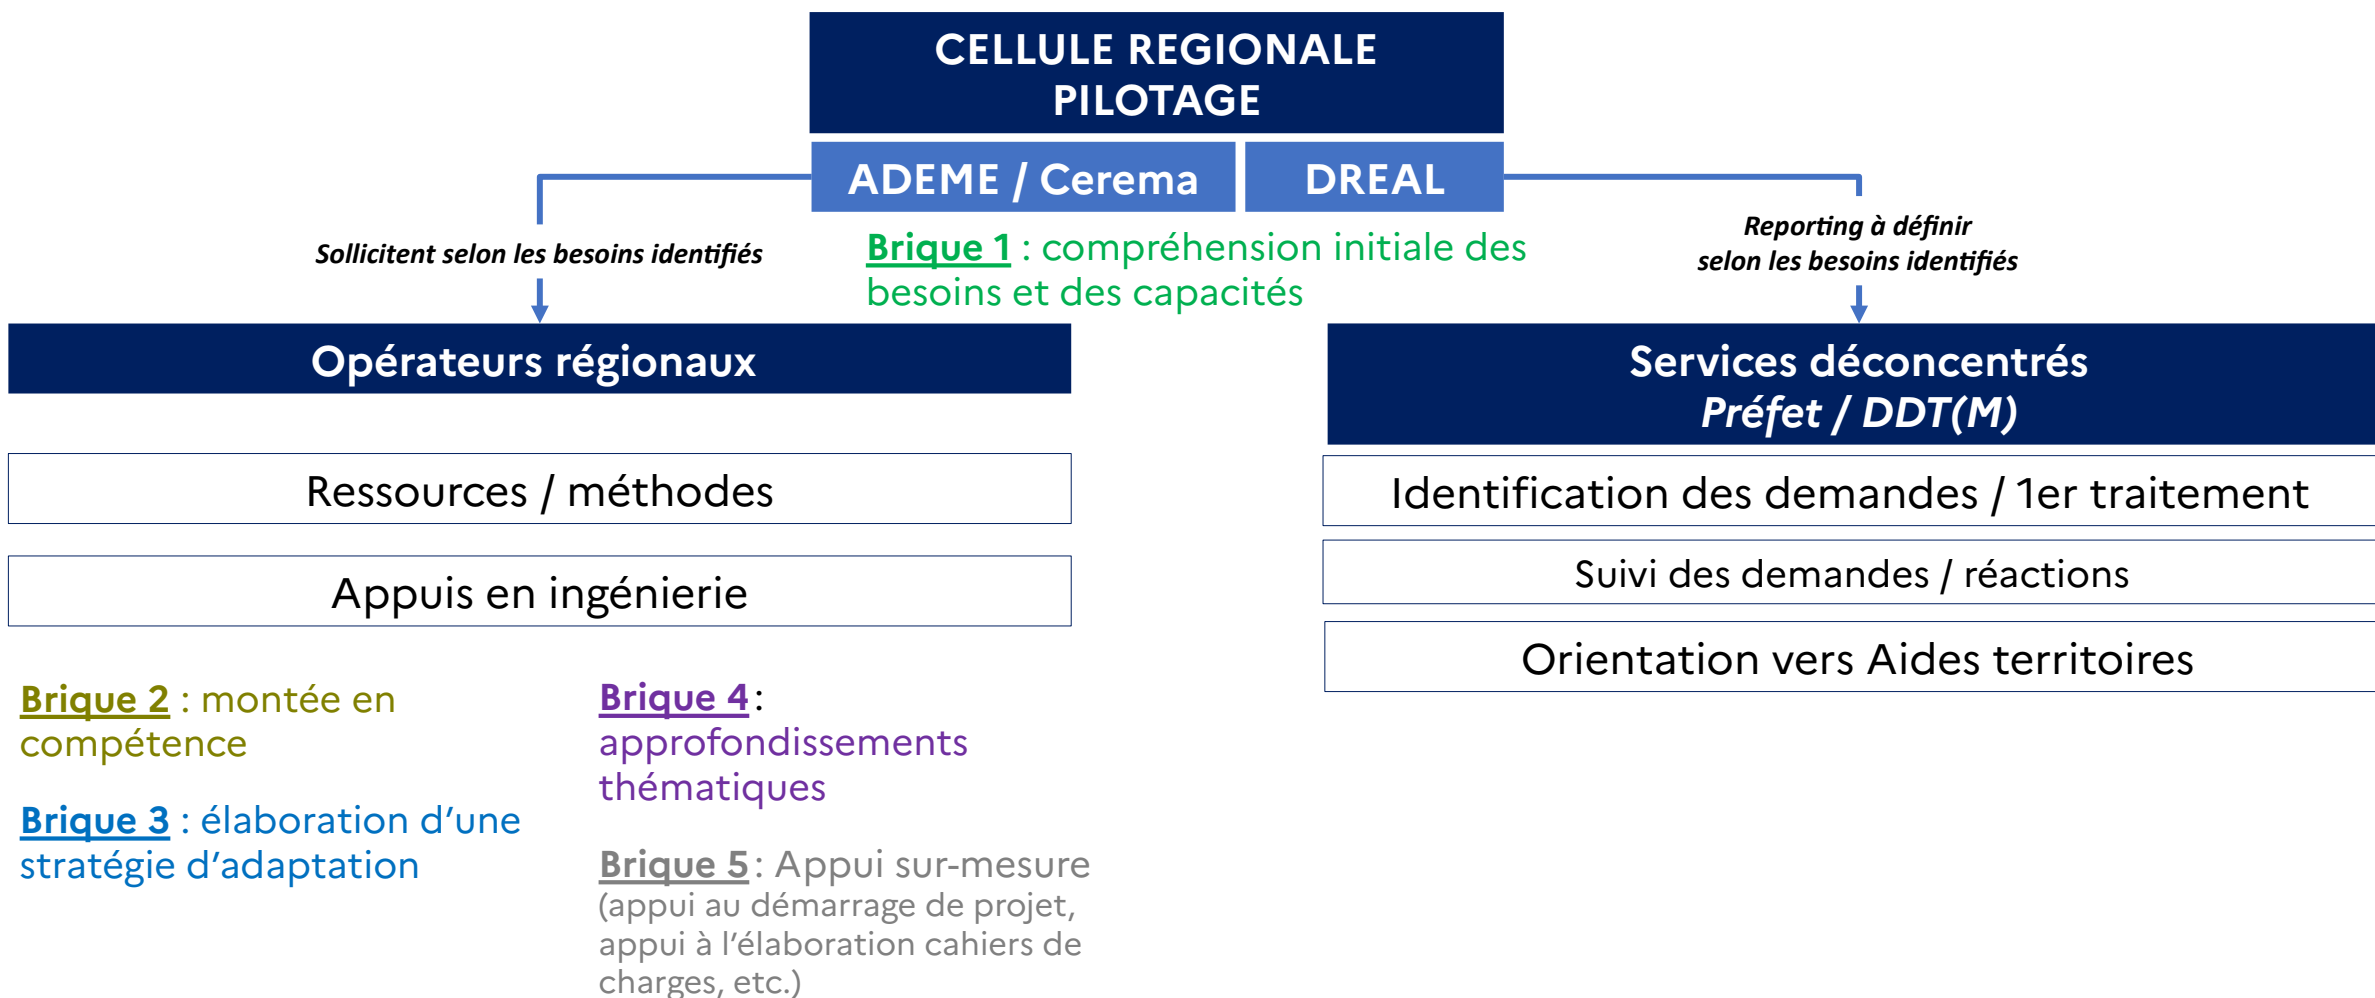 CELLULE REGIONALE
PILOTAGE
ADEME / Cerema
DREAL
Sollicitent selon les besoins identifiés
Brique 1 : compréhension initiale des
besoins et des capacités
Reporting à définir
selon les besoins identifiés
Opérateurs régionaux
Services déconcentrés
Préfet / DDT(M)
Ressources / méthodes
Appuis en ingénierie
Identification des demandes / 1er traitement
Suivi des demandes / réactions
Orientation vers Aides territoires
Brique 2 : montée en
compétence
Brique 3 : élaboration d’une
stratégie d’adaptation
Brique 4 :
approfondissements
thématiques
Brique 5 : Appui sur-mesure
(appui au démarrage de projet,
appui à l’élaboration cahiers de
charges, etc.)